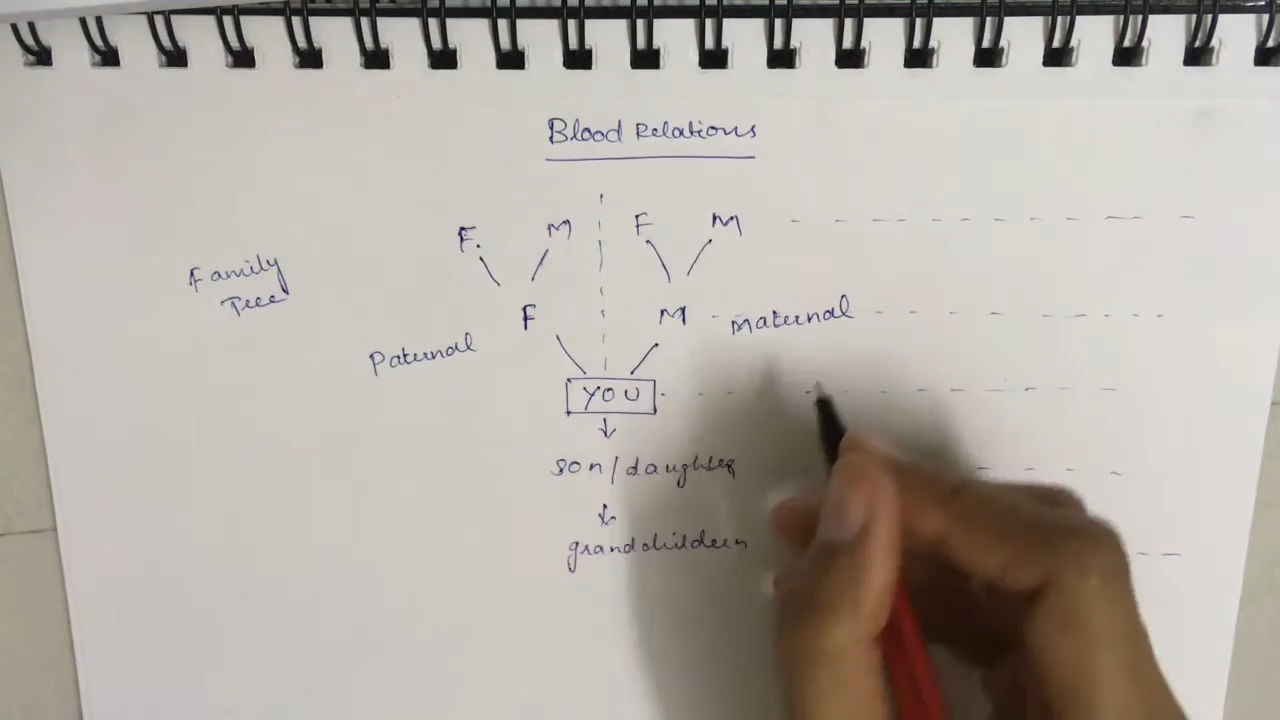 Blood Relations
F. M F M
Family
Tree
F M Maternal
Paternal
YOU
son/daughter
grandchildren